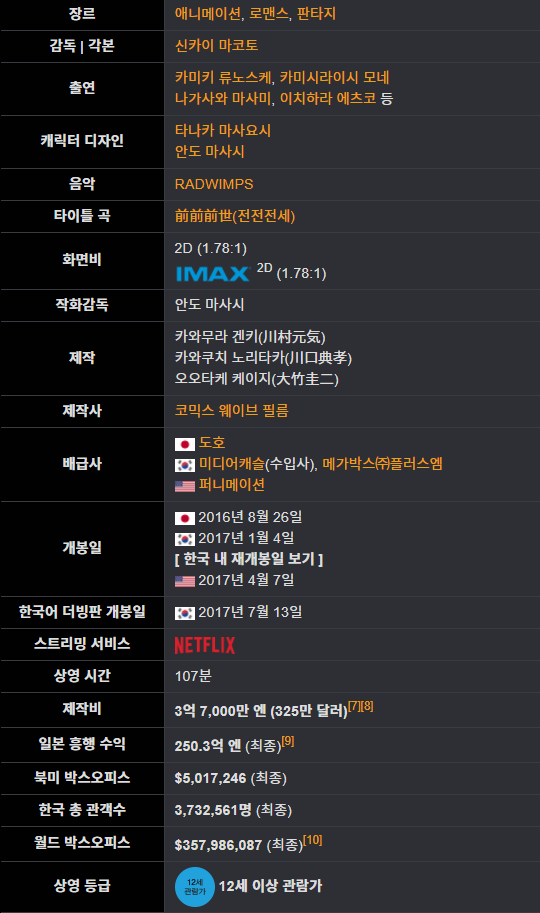 장르
애니메이션, 로맨스, 판타지
감독 | 각본
신카이 마코토
출연
카미키 류노스케, 카미시라이시 모네
나가사와 마사미, 이치하라 에츠코 등
캐릭터 디자인
타나카 마사요시
안도 마사시
음악
RADWIMPS
타이틀 곡
前前前世(전전전세)
화면비
2D (1.78:1)
IMAX 2D (1.78:1)
작화감독
안도 마사시
제작
카와무라 겐키(川村元気)
카와쿠치 노리타카(川口典孝)
오오타케 케이지(大竹圭二)
제작사
코믹스 웨이브 필름
배급사
도호
미디어캐슬(수입사), 메가박스㈜플러스엠
퍼니메이션
개봉일
2016년 8월 26일
2017년 1월 4일
[ 한국 내 재개봉일 보기 ]
2017년 4월 7일
한국어 더빙판 개봉일
2017년 7월 13일
스트리밍 서비스
NETFLIX
상영 시간
107분
제작비
3억 7,000만 엔 (325만 달러)[7][8]
일본 흥행 수익
250.3억 엔 (최종)[9]
북미 박스오피스
$5,017,246 (최종)
한국 총 관객수
3,732,561명 (최종)
월드 박스오피스
$357,986,087 (최종)[10]
상영 등급
12세
관람가
12세 이상 관람가